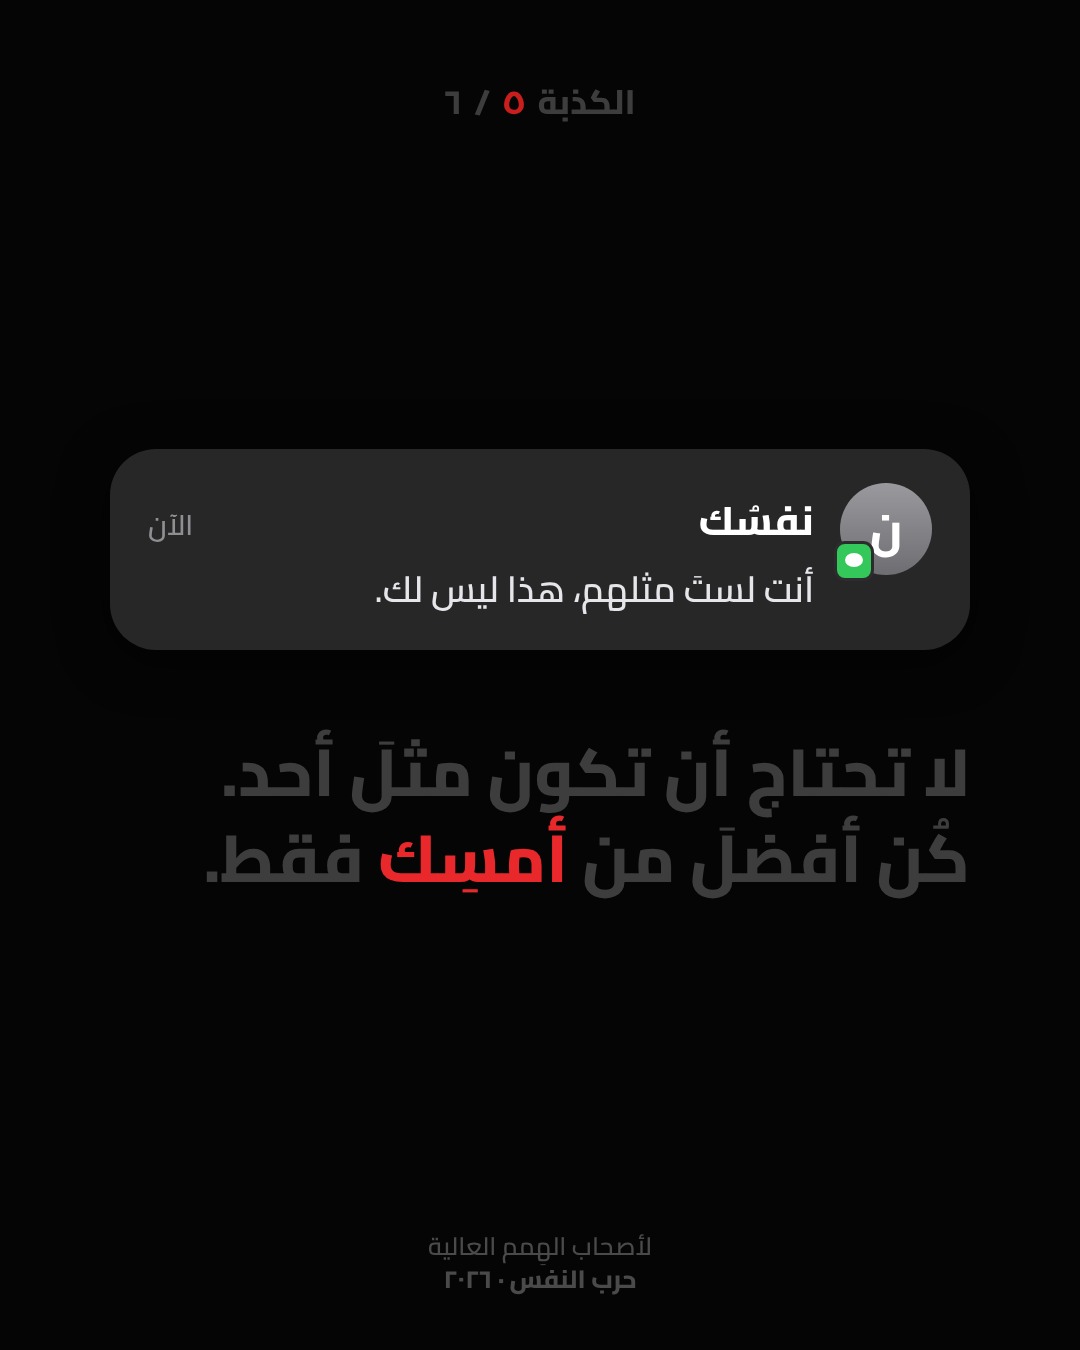 الكذبة ٥ / ٦
ن
نفسُك
الآن
أنت لستَ مثلهم، هذا ليس لك.
لا تحتاج أن تكون مثلَ أحد.
كُن أفضلَ من أمسِك فقط.
لأصحاب الهِمم العالية
حرب النفْس · ٢٠٢٦